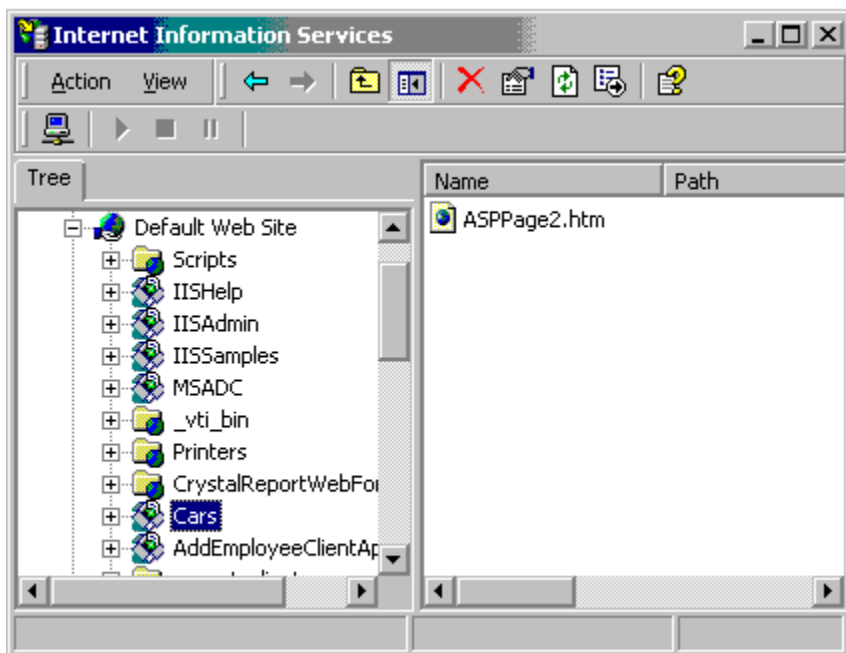 Internet Information Services
Action View
Tree
Name Path
Default Web Site
ASPPage2.htm
Scripts
IISHelp
IISAdmin
IISSamples
MSADC
_vti_bin
Printers
CrystalReportWebFor
Cars
AddEmployeeClientAp